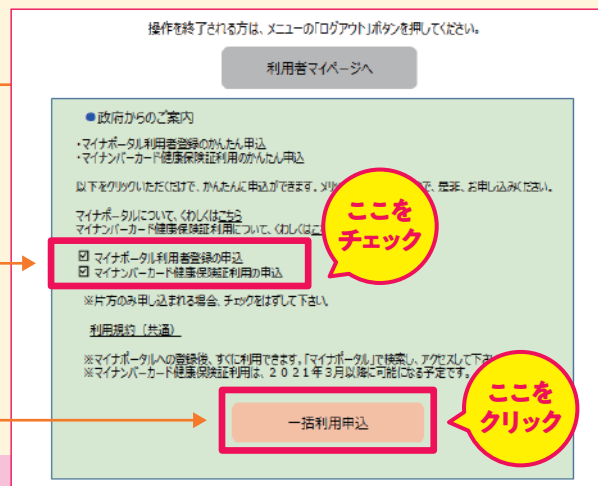 操作を終了される方は、メニューの「ログアウト」ボタンを押してください。
利用者マイページへ
●政府からのご案内
・マイナポータル利用者登録のかんたん申込
・マイナンバーカード健康保険証利用のかんたん申込
以下をクリックいただくだけで、かんたんに申込ができます。メリ
で、是非、お申し込みください。
マイナポータルについて、くわしくはこちら
マイナンバーカード健康保険証利用について、くわしくはこ
ここを
チェック
☑ マイナポータル利用者登録の申込
☑ マイナンバーカード健康保険証利用の申込
※片方のみ申し込まれる場合、チェックをはずして下さい。
利用規約（共通）
※マイナポータルへの登録後、すぐに利用できます。「マイナポータル」で検索し、アクセスして下さ
※マイナンバーカード健康保険証利用は、2021年3月以降に可能になる予定です。
ここを
クリック
一括利用申込